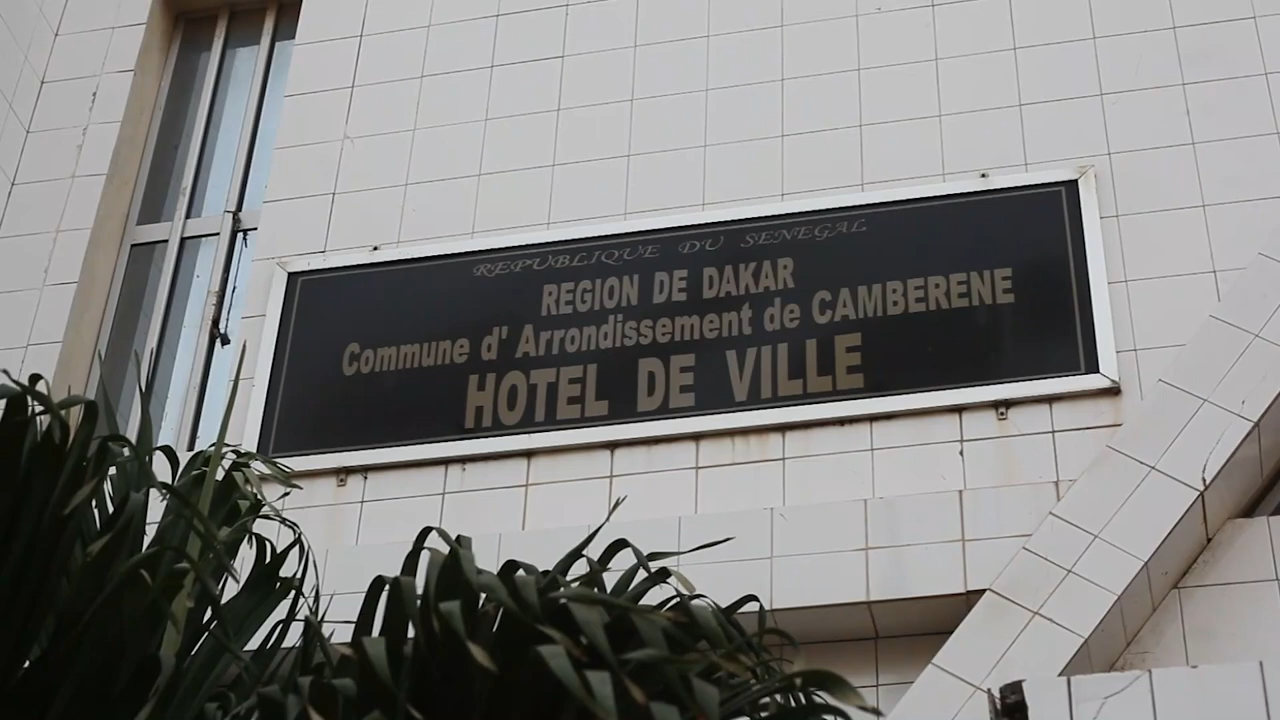 REPUBLIQUE DU SENEGAL
REGION DE DAKAR
Commune d' Arrondissement de CAMBERENE
HOTEL DE VILLE